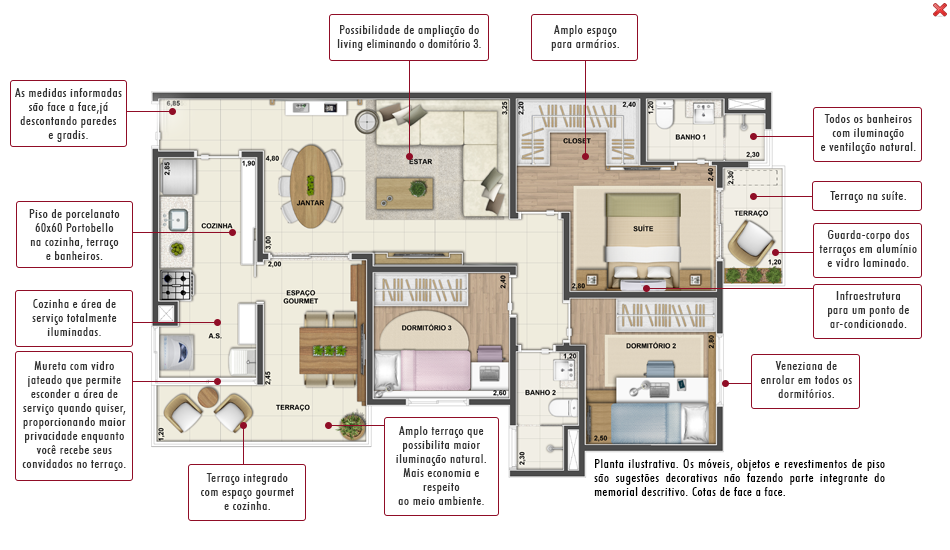 Possibilidade de ampliação do
living eliminando o domitório 3.
Amplo espaço
para armários.
As medidas informadas
são face a face,já
descontando paredes
e gradis.
Todos os banheiros
com iluminação
e ventilação natural.
Terraço na suíte.
Piso de porcelanato
60x60 Portobello
na cozinha, terraço
e banheiros.
Guarda-corpo dos
terraços em alumínio
e vidro laminado.
Cozinha e área de
serviço totalmente
iluminadas.
Infraestrutura
para um ponto de
ar-condicionado.
Mureta com vidro
jateado que permite
esconder a área de
serviço quando quiser,
proporcionando maior
privacidade enquanto
você recebe seus
convidados no terraço.
Veneziana de
enrolar em todos os
dormitórios.
Terraço integrado
com espaço gourmet
e cozinha.
Amplo terraço que
possibilita maior
iluminação natural.
Mais economia e
respeito
ao meio ambiente.
6,85
3,25
2,20
2,40
CLOSET
1,20
BANHO 1
2,30
2,85
1,90
4,80
ESTAR
JANTAR
COZINHA
3,00
2,00
2,40
2,30
TERRAÇO
1,20
SUÍTE
2,80
ESPAÇO
GOURMET
2,40
DORMITÓRIO 3
2,60
A.S.
2,45
TERRAÇO
1,20
DORMITÓRIO 2
2,80
2,50
1,20
BANHO 2
2,30
Planta ilustrativa. Os móveis, objetos e revestimentos de piso
são sugestões decorativas não fazendo parte integrante do
memorial descritivo. Cotas de face a face.